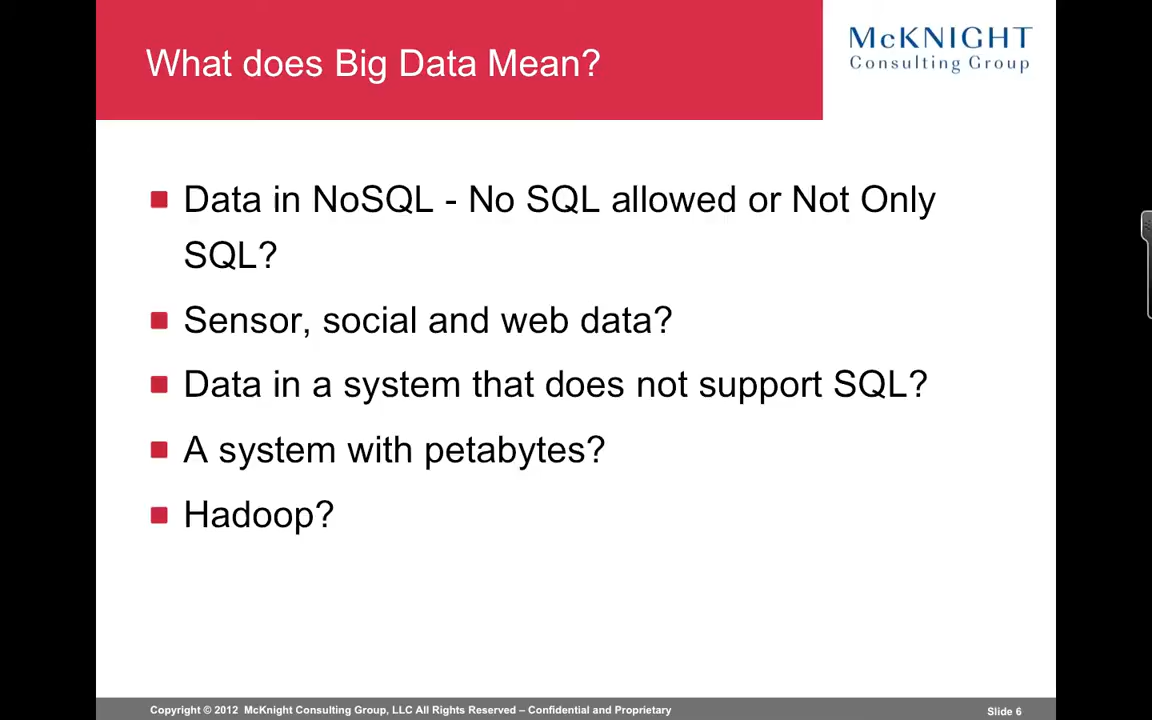 What does Big Data Mean?
McKNIGHT
Consulting Group
Data in NoSQL - No SQL allowed or Not Only
SQL?
Sensor, social and web data?
Data in a system that does not support SQL?
A system with petabytes?
Hadoop?
Copyright © 2012 McKnight Consulting Group, LLC All Rights Reserved – Confidential and Proprietary
Slide 6